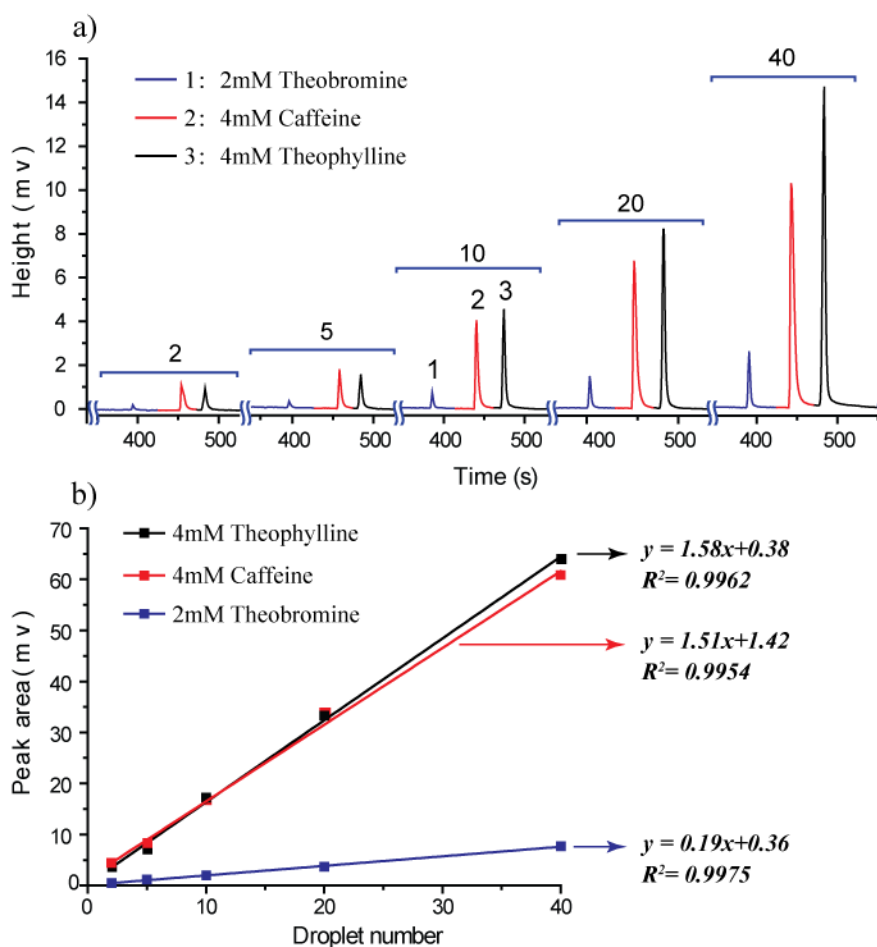 a)
Height ( m v )
16
14
12
10
8
6
4
2
0
1: 2mM Theobromine
2: 4mM Caffeine
3: 4mM Theophylline
2
5
10
20
40
1
2
3
400 500 400 500 400 500 400 500 400 500
Time (s)
b)
Peak area ( m v )
70
60
50
40
30
20
10
0
4mM Theophylline
4mM Caffeine
2mM Theobromine
y = 1.58x+0.38
R²= 0.9962
y = 1.51x+1.42
R²= 0.9954
y = 0.19x+0.36
R²= 0.9975
0 10 20 30 40
Droplet number